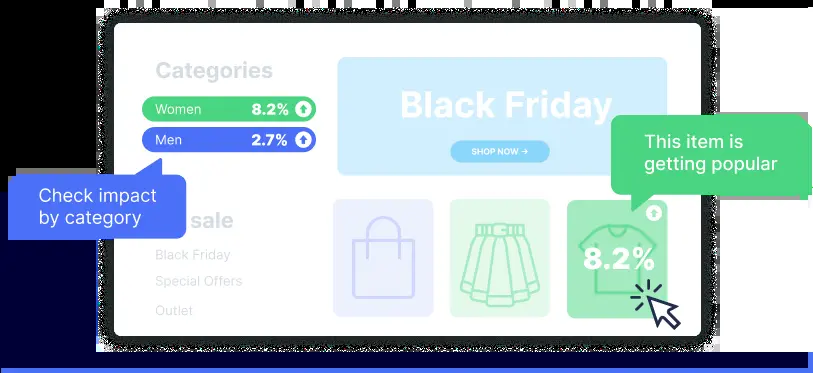 Categories
Women 8.2%
Men 2.7%
Check impact
by category
sale
Black Friday
Special Offers
Outlet
Black Friday
SHOP NOW →
This item is
getting popular
8.2%